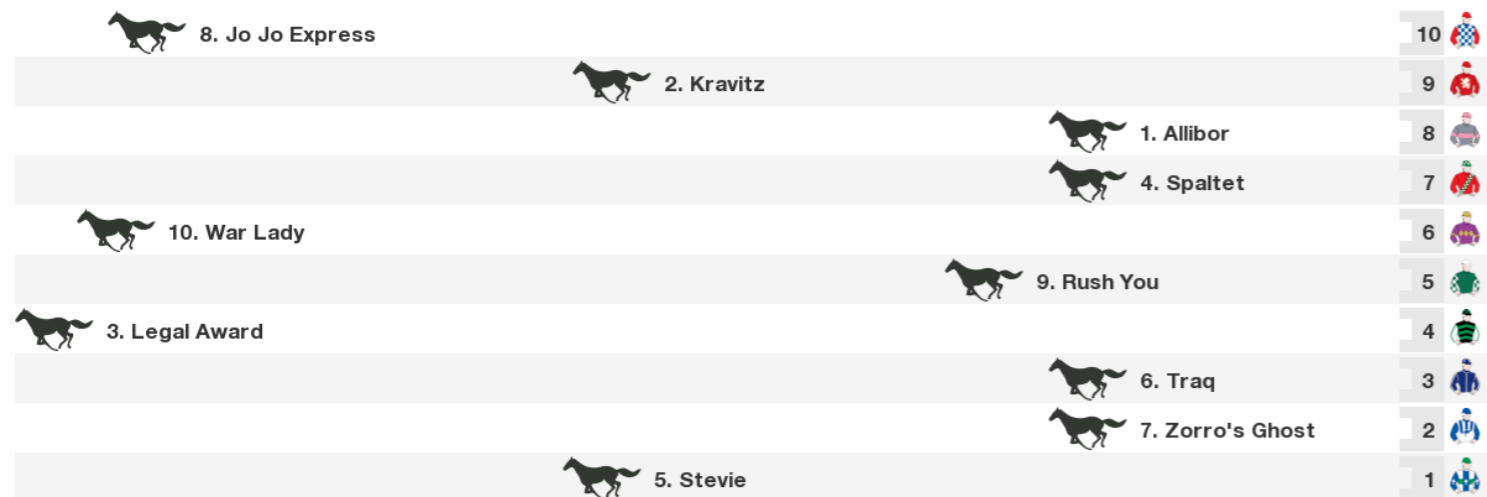 8. Jo Jo Express 10
2. Kravitz 9
1. Allibor 8
4. Spaltet 7
10. War Lady 6
9. Rush You 5
3. Legal Award 4
6. Traq 3
7. Zorro's Ghost 2
5. Stevie 1